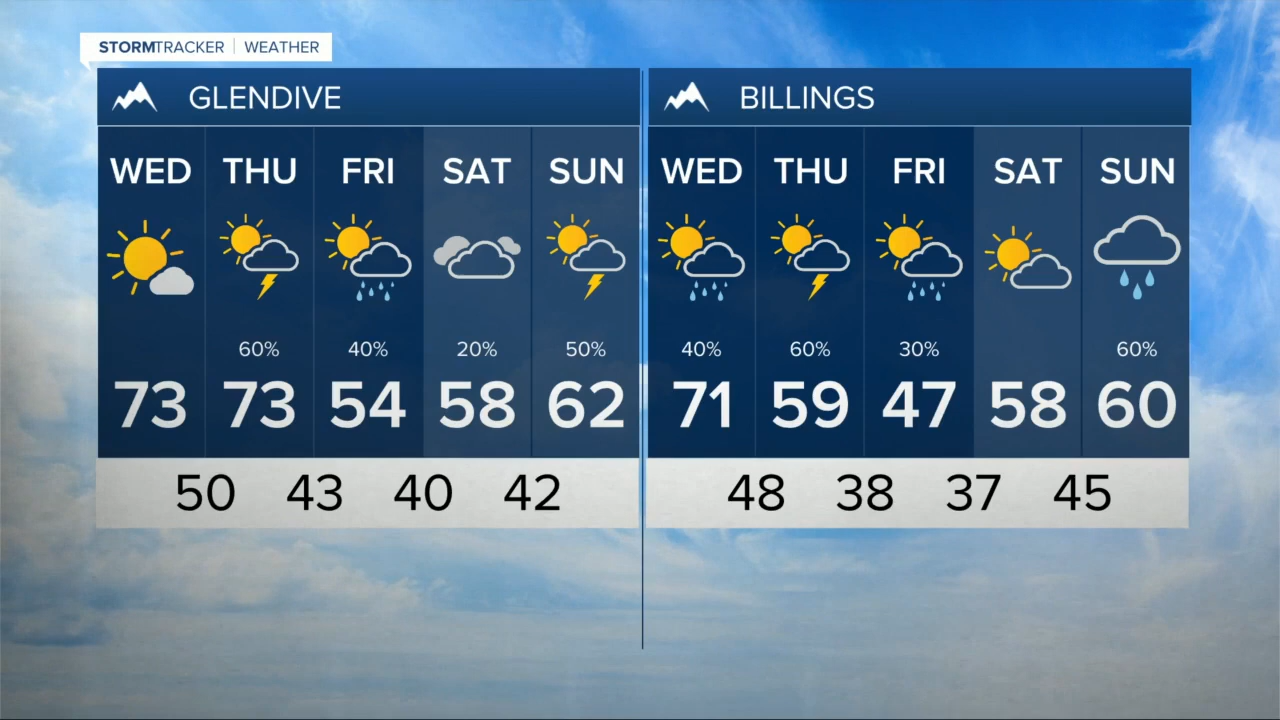 STORMTRACKER | WEATHER
GLENDIVE
WED THU FRI SAT SUN
60% 40% 20% 50%
73 73 54 58 62
50 43 40 42
BILLINGS
WED THU FRI SAT SUN
40% 60% 30% 60%
71 59 47 58 60
48 38 37 45